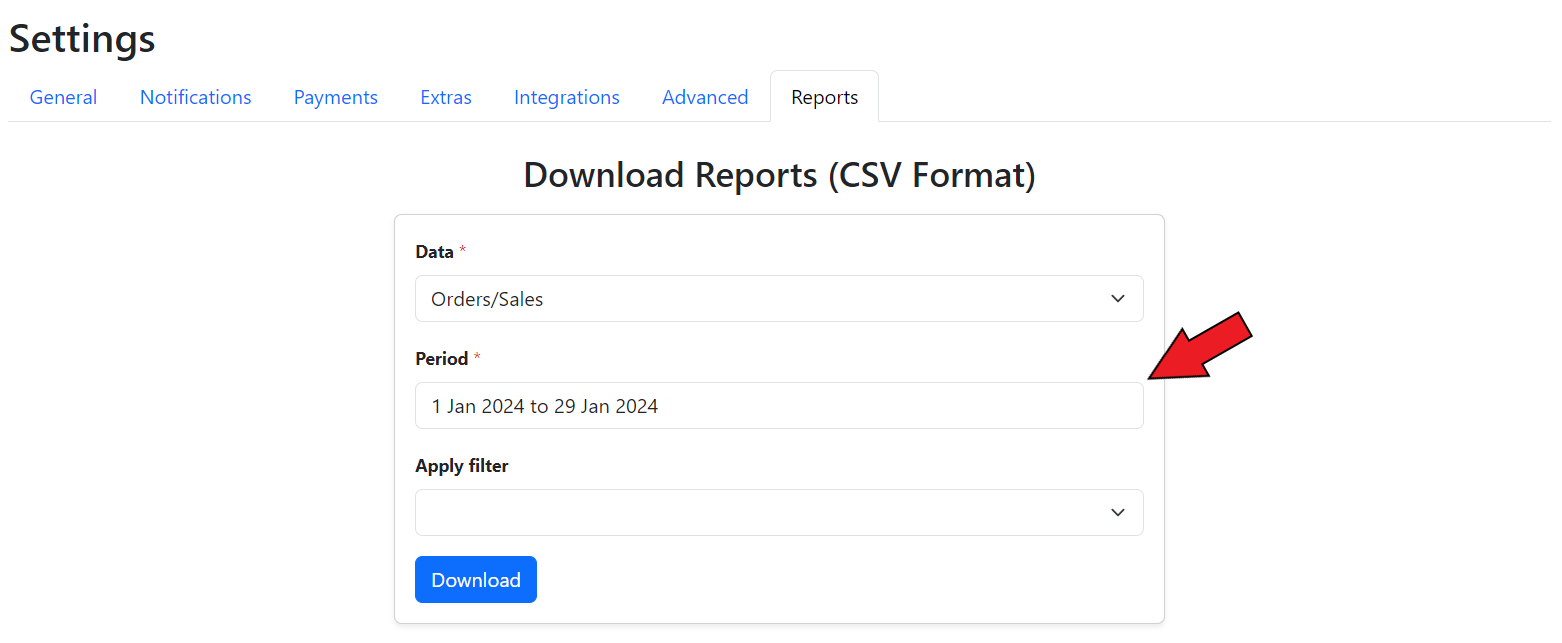 Settings
General Notifications Payments Extras Integrations Advanced Reports
Download Reports (CSV Format)
Data *
Orders/Sales
Period *
1 Jan 2024 to 29 Jan 2024
Apply filter
Download